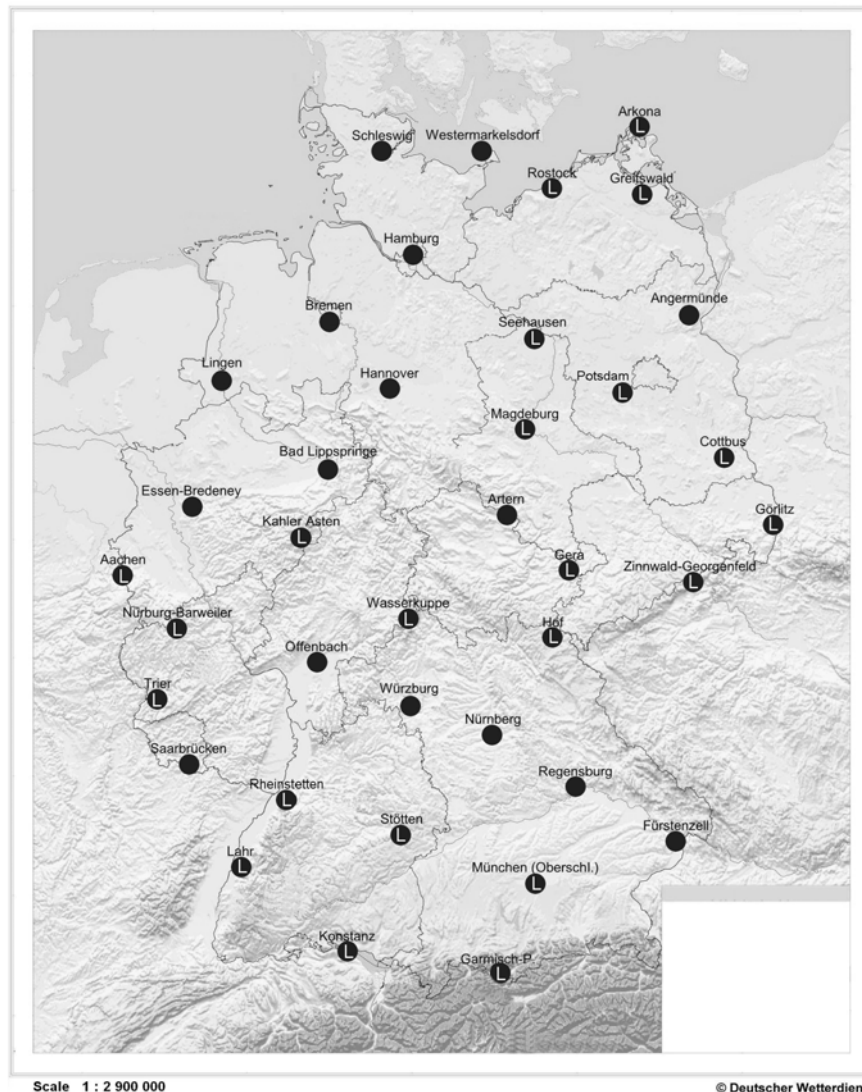 Arkona
L
Schleswig
Westermarkelsdorf
Rostock
L
Greifswald
L
Hamburg
Bremen
Angermünde
Seehausen
L
Lingen
Hannover
Potsdam
L
Magdeburg
L
Bad Lippspringe
Cottbus
L
Essen-Bredeney
Artern
Kahler Asten
L
Görlitz
L
Aachen
L
Gera
L
Zinnwald-Georgenfeld
L
Nürburg-Barweiler
L
Wasserkuppe
L
Hof
L
Offenbach
Trier
L
Würzburg
Nürnberg
Saarbrücken
Rheinstetten
L
Regensburg
Stötten
L
Fürstenzell
Lahr
L
München (Oberschl.)
L
Konstanz
L
Garmisch-P.
L
Scale 1 : 2 900 000
© Deutscher Wetterdien